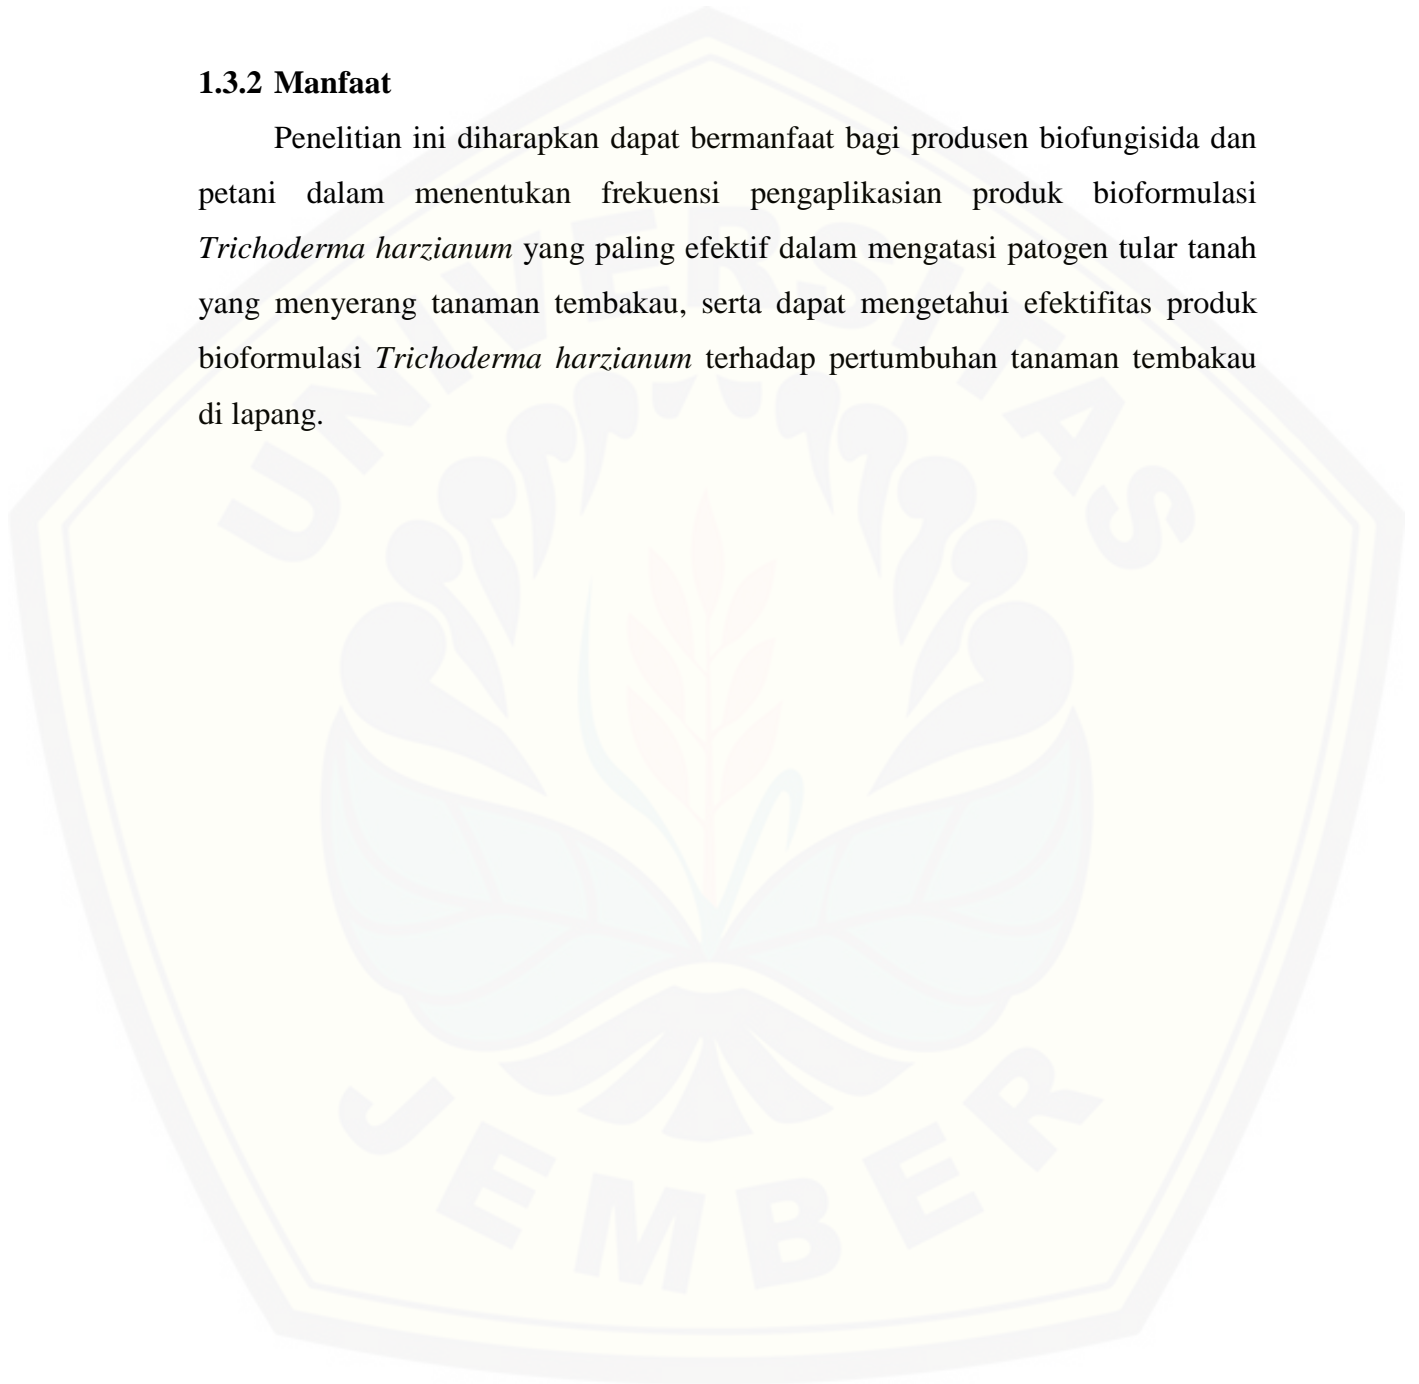 1.3.2 Manfaat
Penelitian ini diharapkan dapat bermanfaat bagi produsen biofungisida dan
petani dalam menentukan frekuensi pengaplikasian produk bioformulasi
Trichoderma harzianum yang paling efektif dalam mengatasi patogen tular tanah
yang menyerang tanaman tembakau, serta dapat mengetahui efektifitas produk
bioformulasi Trichoderma harzianum terhadap pertumbuhan tanaman tembakau
di lapang.
UNIVERSITAS
JEMBER